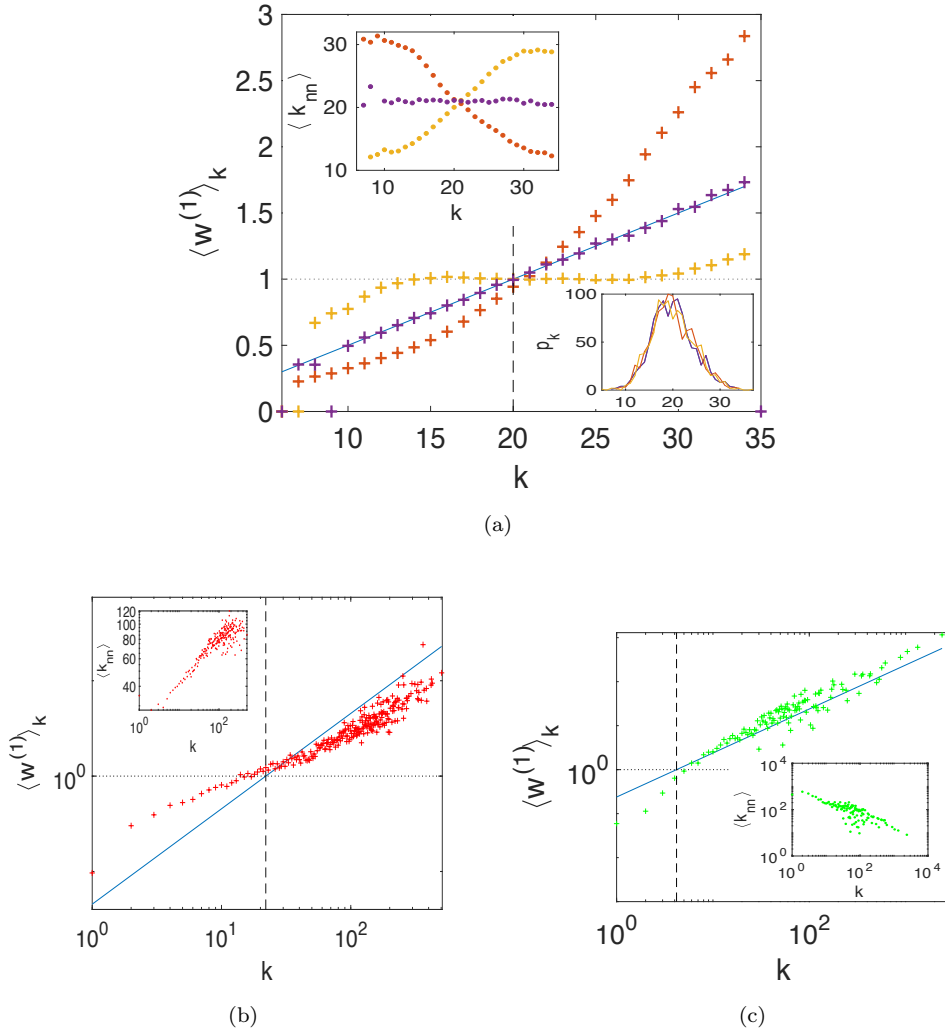 3
2.5
2
1.5
1
0.5
0
⟨w⁽¹⁾⟩ₖ
30
20
10
⟨kₙₙ⟩
10 20 30
k
100
50
0
pₖ
10 20 30
10 15 20 25 30 35
k
(a)
⟨w⁽¹⁾⟩ₖ
10⁰
120
100
80
60
40
⟨kₙₙ⟩
10⁰ 10²
k
10⁰ 10¹ 10²
k
(b)
⟨w⁽¹⁾⟩ₖ
10⁰
10⁴
10²
10⁰
⟨kₙₙ⟩
10⁰ 10² 10⁴
k
10⁰ 10²
k
(c)